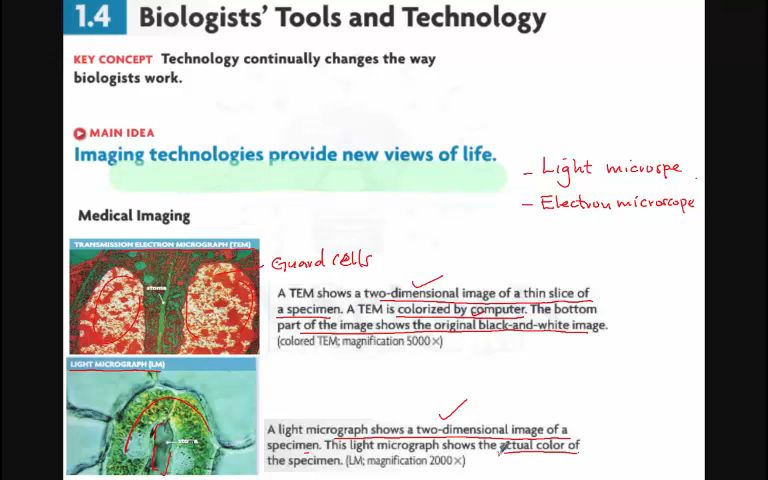 1.4 Biologists' Tools and Technology
KEY CONCEPT Technology continually changes the way
biologists work.
MAIN IDEA
Imaging technologies provide new views of life.
- Light microspe
- Electron microscope
Medical Imaging
TRANSMISSION ELECTRON MICROGRAPH (TEM)
Guard cells
stoma
A TEM shows a two-dimensional image of a thin slice of
a specimen. A TEM is colorized by computer. The bottom
part of the image shows the original black-and-white image.
(colored TEM; magnification 5000×)
LIGHT MICROGRAPH (LM)
stoma
A light micrograph shows a two-dimensional image of a
specimen. This light micrograph shows the actual color of
the specimen. (LM; magnification 2000×)